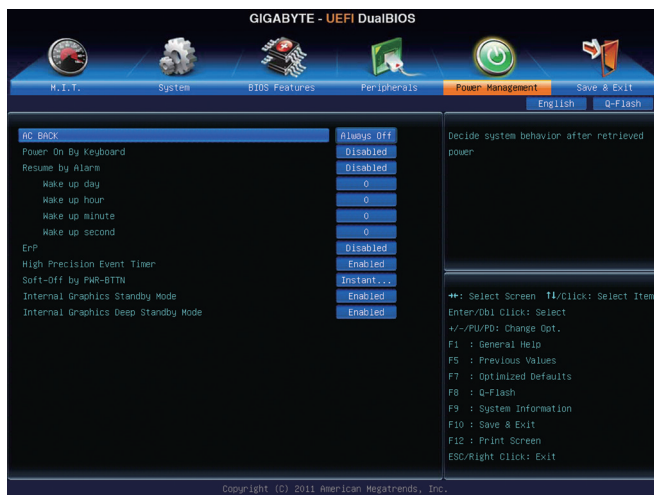 GIGABYTE - UEFI DualBIOS
M.I.T. System BIOS Features Peripherals Power Management Save & Exit
English Q-Flash
AC BACK Always Off
Power On By Keyboard Disabled
Resume by Alarm Disabled
Wake up day 0
Wake up hour 0
Wake up minute 0
Wake up second 0
ErP Disabled
High Precision Event Timer Enabled
Soft-Off by PWR-BTTN Instant...
Internal Graphics Standby Mode Enabled
Internal Graphics Deep Standby Mode Enabled
Decide system behavior after retrieved
power
→←: Select Screen ↑↓/Click: Select Item
Enter/Dbl Click: Select
+/-/PU/PD: Change Opt.
F1 : General Help
F5 : Previous Values
F7 : Optimized Defaults
F8 : Q-Flash
F9 : System Information
F10 : Save & Exit
F12 : Print Screen
ESC/Right Click: Exit
Copyright (C) 2011 American Megatrends, Inc.